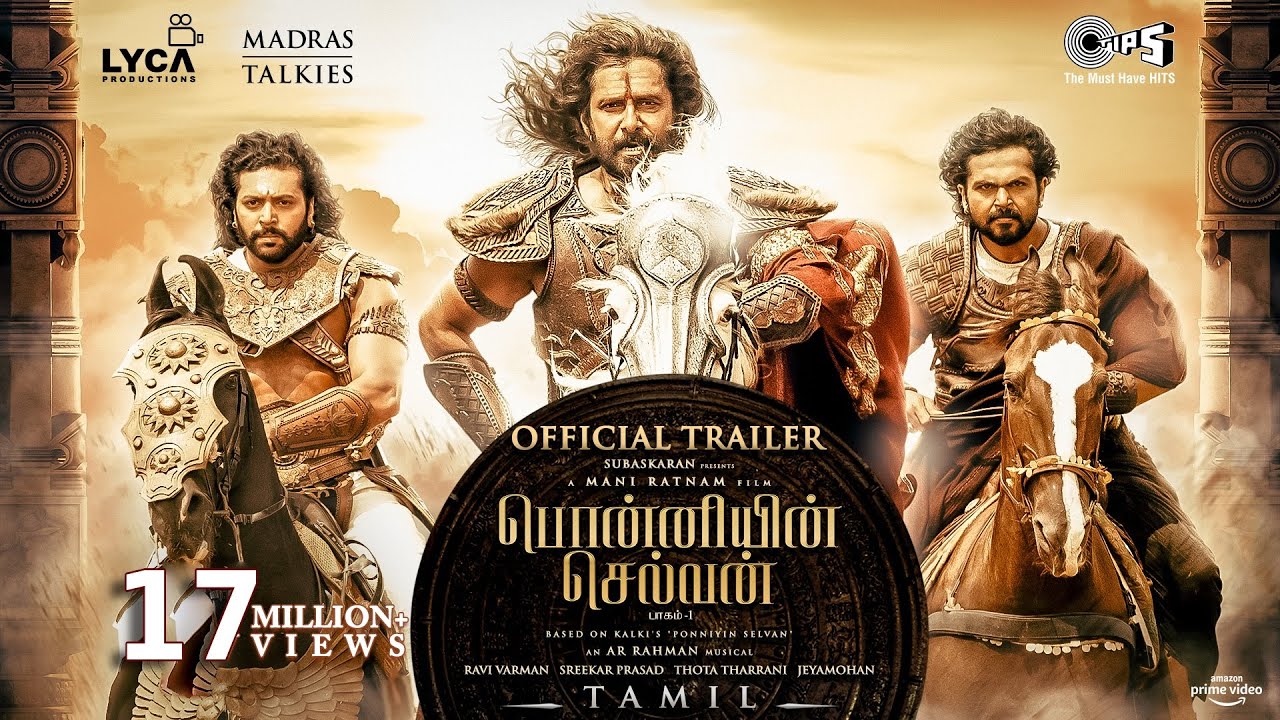 LYCA
PRODUCTIONS
MADRAS
TALKIES
TIPS
The Must Have HITS
OFFICIAL TRAILER
SUBASKARAN PRESENTS
A MANI RATNAM FILM
பொன்னியின்
செல்வன்
பாகம்-1
BASED ON KALKI'S 'PONNIYIN SELVAN'
AN AR RAHMAN MUSICAL
RAVI VARMAN SREEKAR PRASAD THOTA THARRANI JEYAMOHAN
TAMIL
17 MILLION+
VIEWS
amazon
prime video